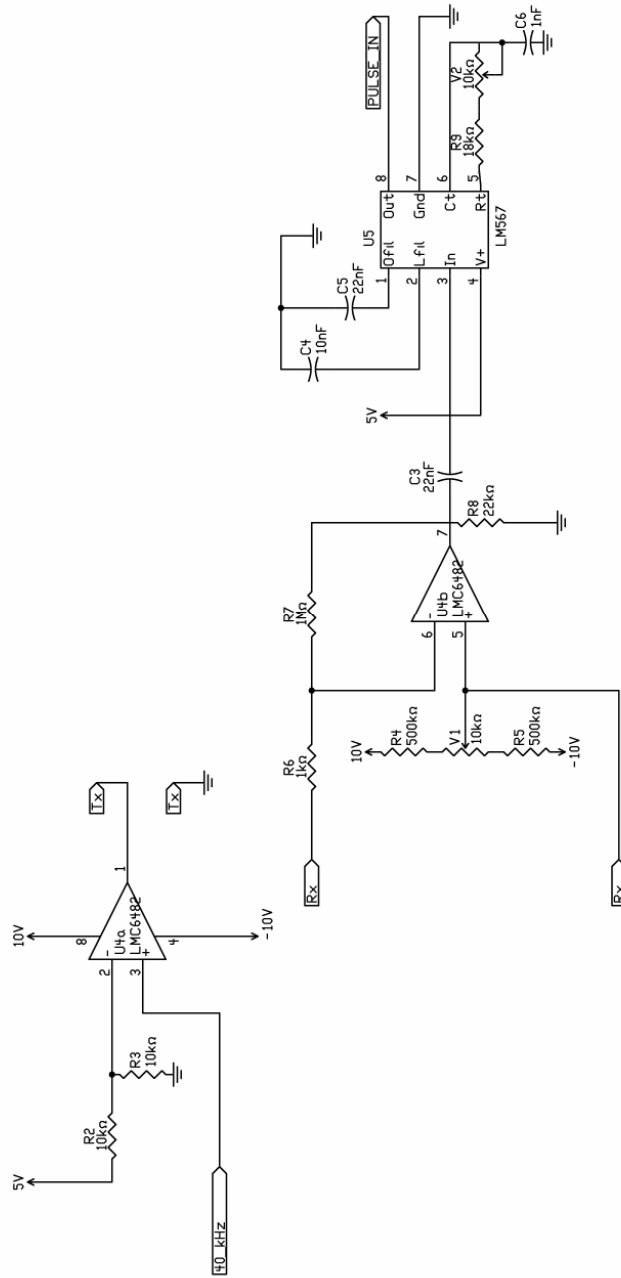 5V
R2
10kΩ
R3
10kΩ
40_kHz
10V
8
2
-
U4a
LMC6482
3
+
4
-10V
1
Tx
Tx
Rx
R6
1kΩ
R7
1MΩ
10V
R4
500kΩ
V1
10kΩ
R5
500kΩ
-10V
Rx
6
-
U4b
LMC6482
5
+
7
R8
22kΩ
C3
22nF
5V
C4
10nF
C5
22nF
U5
1
Ofil
Out
8
2
Lfil
Gnd
7
3
In
Ct
6
4
V+
Rt
5
LM567
PULSE_IN
R9
18kΩ
V2
10kΩ
C6
1nF